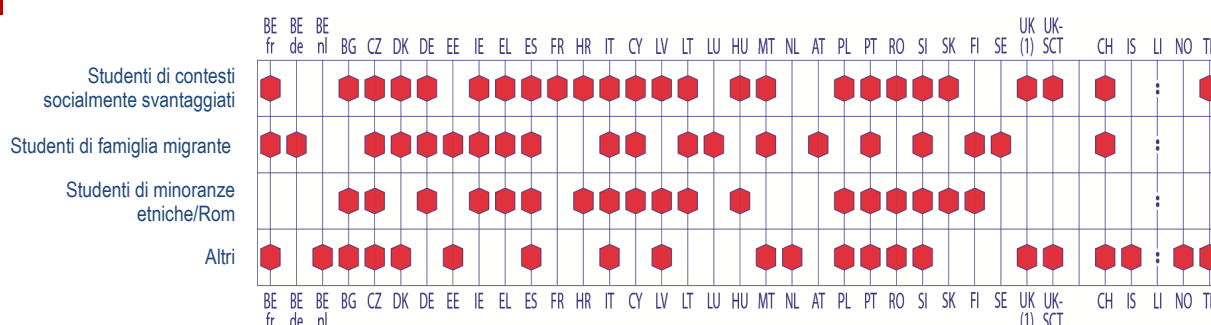 BE BE BE UK UK-
fr de nl BG CZ DK DE EE IE EL ES FR HR IT CY LV LT LU HU MT NL AT PL PT RO SI SK FI SE (1) SCT CH IS LI NO
Studenti di contesti
socialmente svantaggiati
:
Studenti di famiglia migrante
:
Studenti di minoranze
etniche/Rom
:
Altri
:
BE BE BE BG CZ DK DE EE IE EL ES FR HR IT CY LV LT LU HU MT NL AT PL PT RO SI SK FI SE UK UK- CH IS LI NO
fr de nl (1) SCT